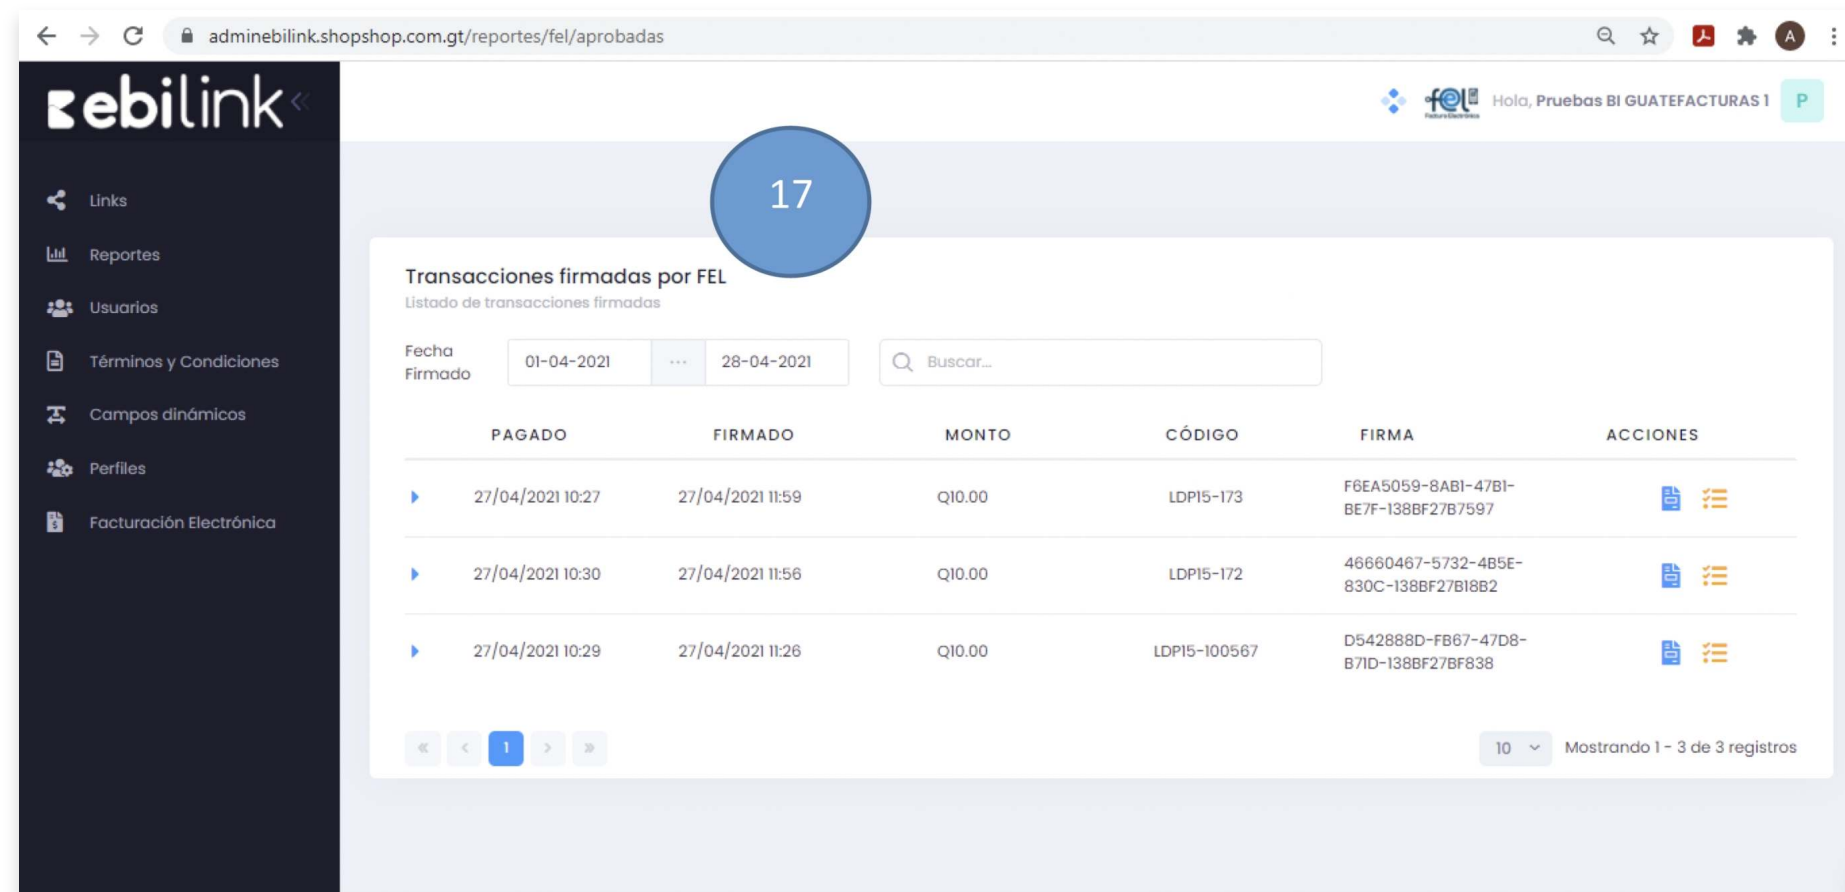 adminebilink.shopshop.com.gt/reportes/fel/aprobadas
A
ebilink
fel
Factura Electrónica
Hola, Pruebas BI GUATEFACTURAS 1
P
17
Links
Reportes
Usuarios
Términos y Condiciones
Campos dinámicos
Perfiles
Facturación Electrónica
Transacciones firmadas por FEL
Listado de transacciones firmadas
Fecha
Firmado
01-04-2021 ... 28-04-2021 Buscar...
PAGADO FIRMADO MONTO CÓDIGO FIRMA ACCIONES
27/04/2021 10:27 27/04/2021 11:59 Q10.00 LDP15-173 F6EA5059-8AB1-47B1-
BE7F-138BF27B7597
27/04/2021 10:30 27/04/2021 11:56 Q10.00 LDP15-172 46660467-5732-4B5E-
830C-138BF27B18B2
27/04/2021 10:29 27/04/2021 11:26 Q10.00 LDP15-100567 D542888D-FB67-47D8-
B71D-138BF27BF838
« < 1 > »
10 Mostrando 1 - 3 de 3 registros